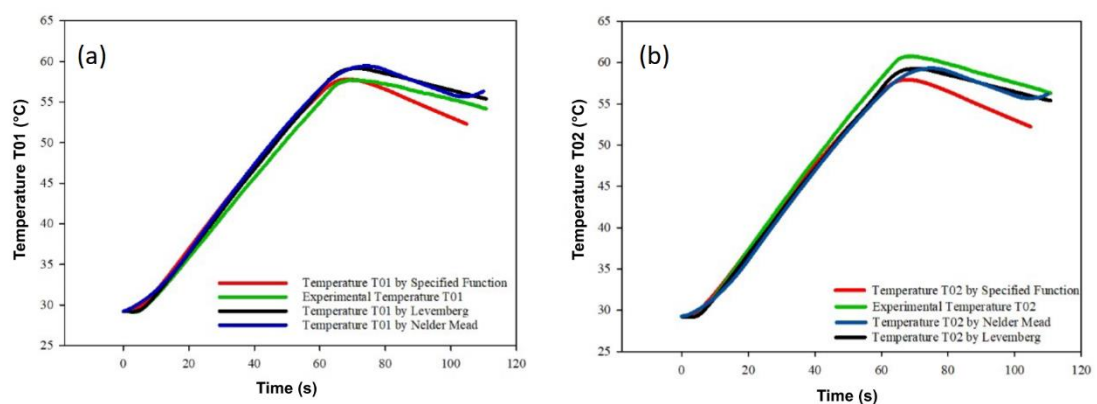 (a)
Temperature T01 (°C)
65
60
55
50
45
40
35
30
25
Temperature T01 by Specified Function
Experimental Temperature T01
Temperature T01 by Levemberg
Temperature T01 by Nelder Mead
0 20 40 60 80 100 120
Time (s)
(b)
Temperature T02 (°C)
65
60
55
50
45
40
35
30
25
Temperature T02 by Specified Function
Experimental Temperature T02
Temperature T02 by Nelder Mead
Temperature T02 by Levemberg
0 20 40 60 80 100 120
Time (s)